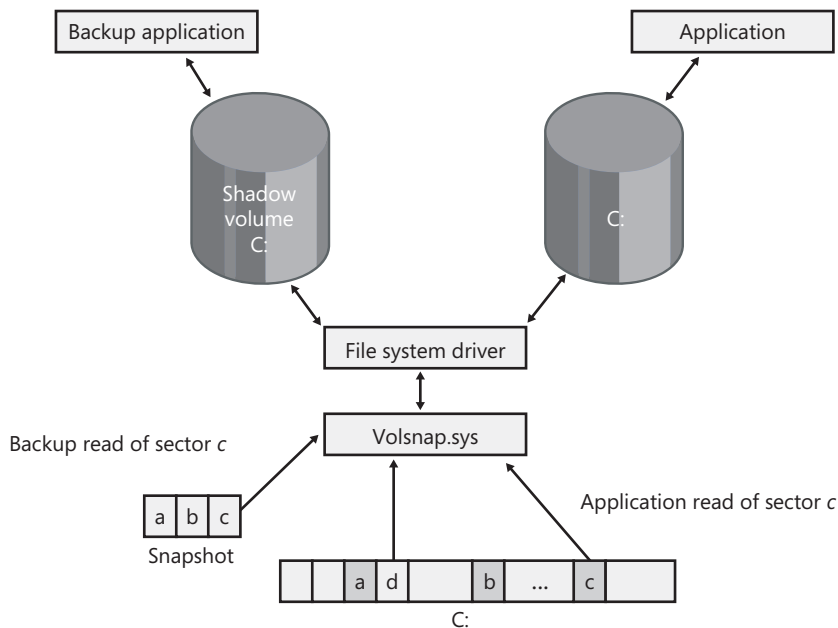 Backup application
Application
Shadow
volume
C:
C:
File system driver
Volsnap.sys
Backup read of sector c
Application read of sector c
a b c
Snapshot
a d b ... c
C: